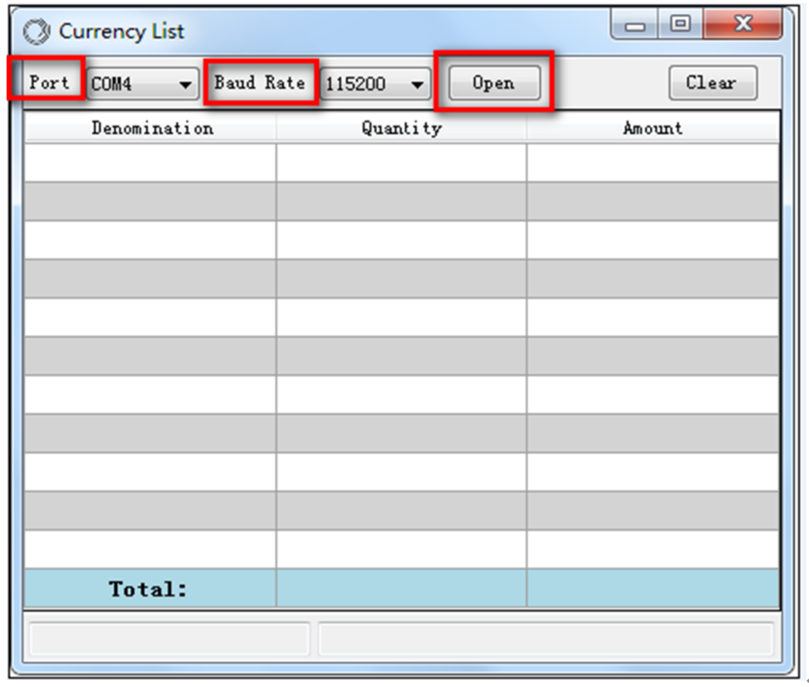 Currency List
Port COM4 Baud Rate 115200 Open Clear
Denomination Quantity Amount
Total: